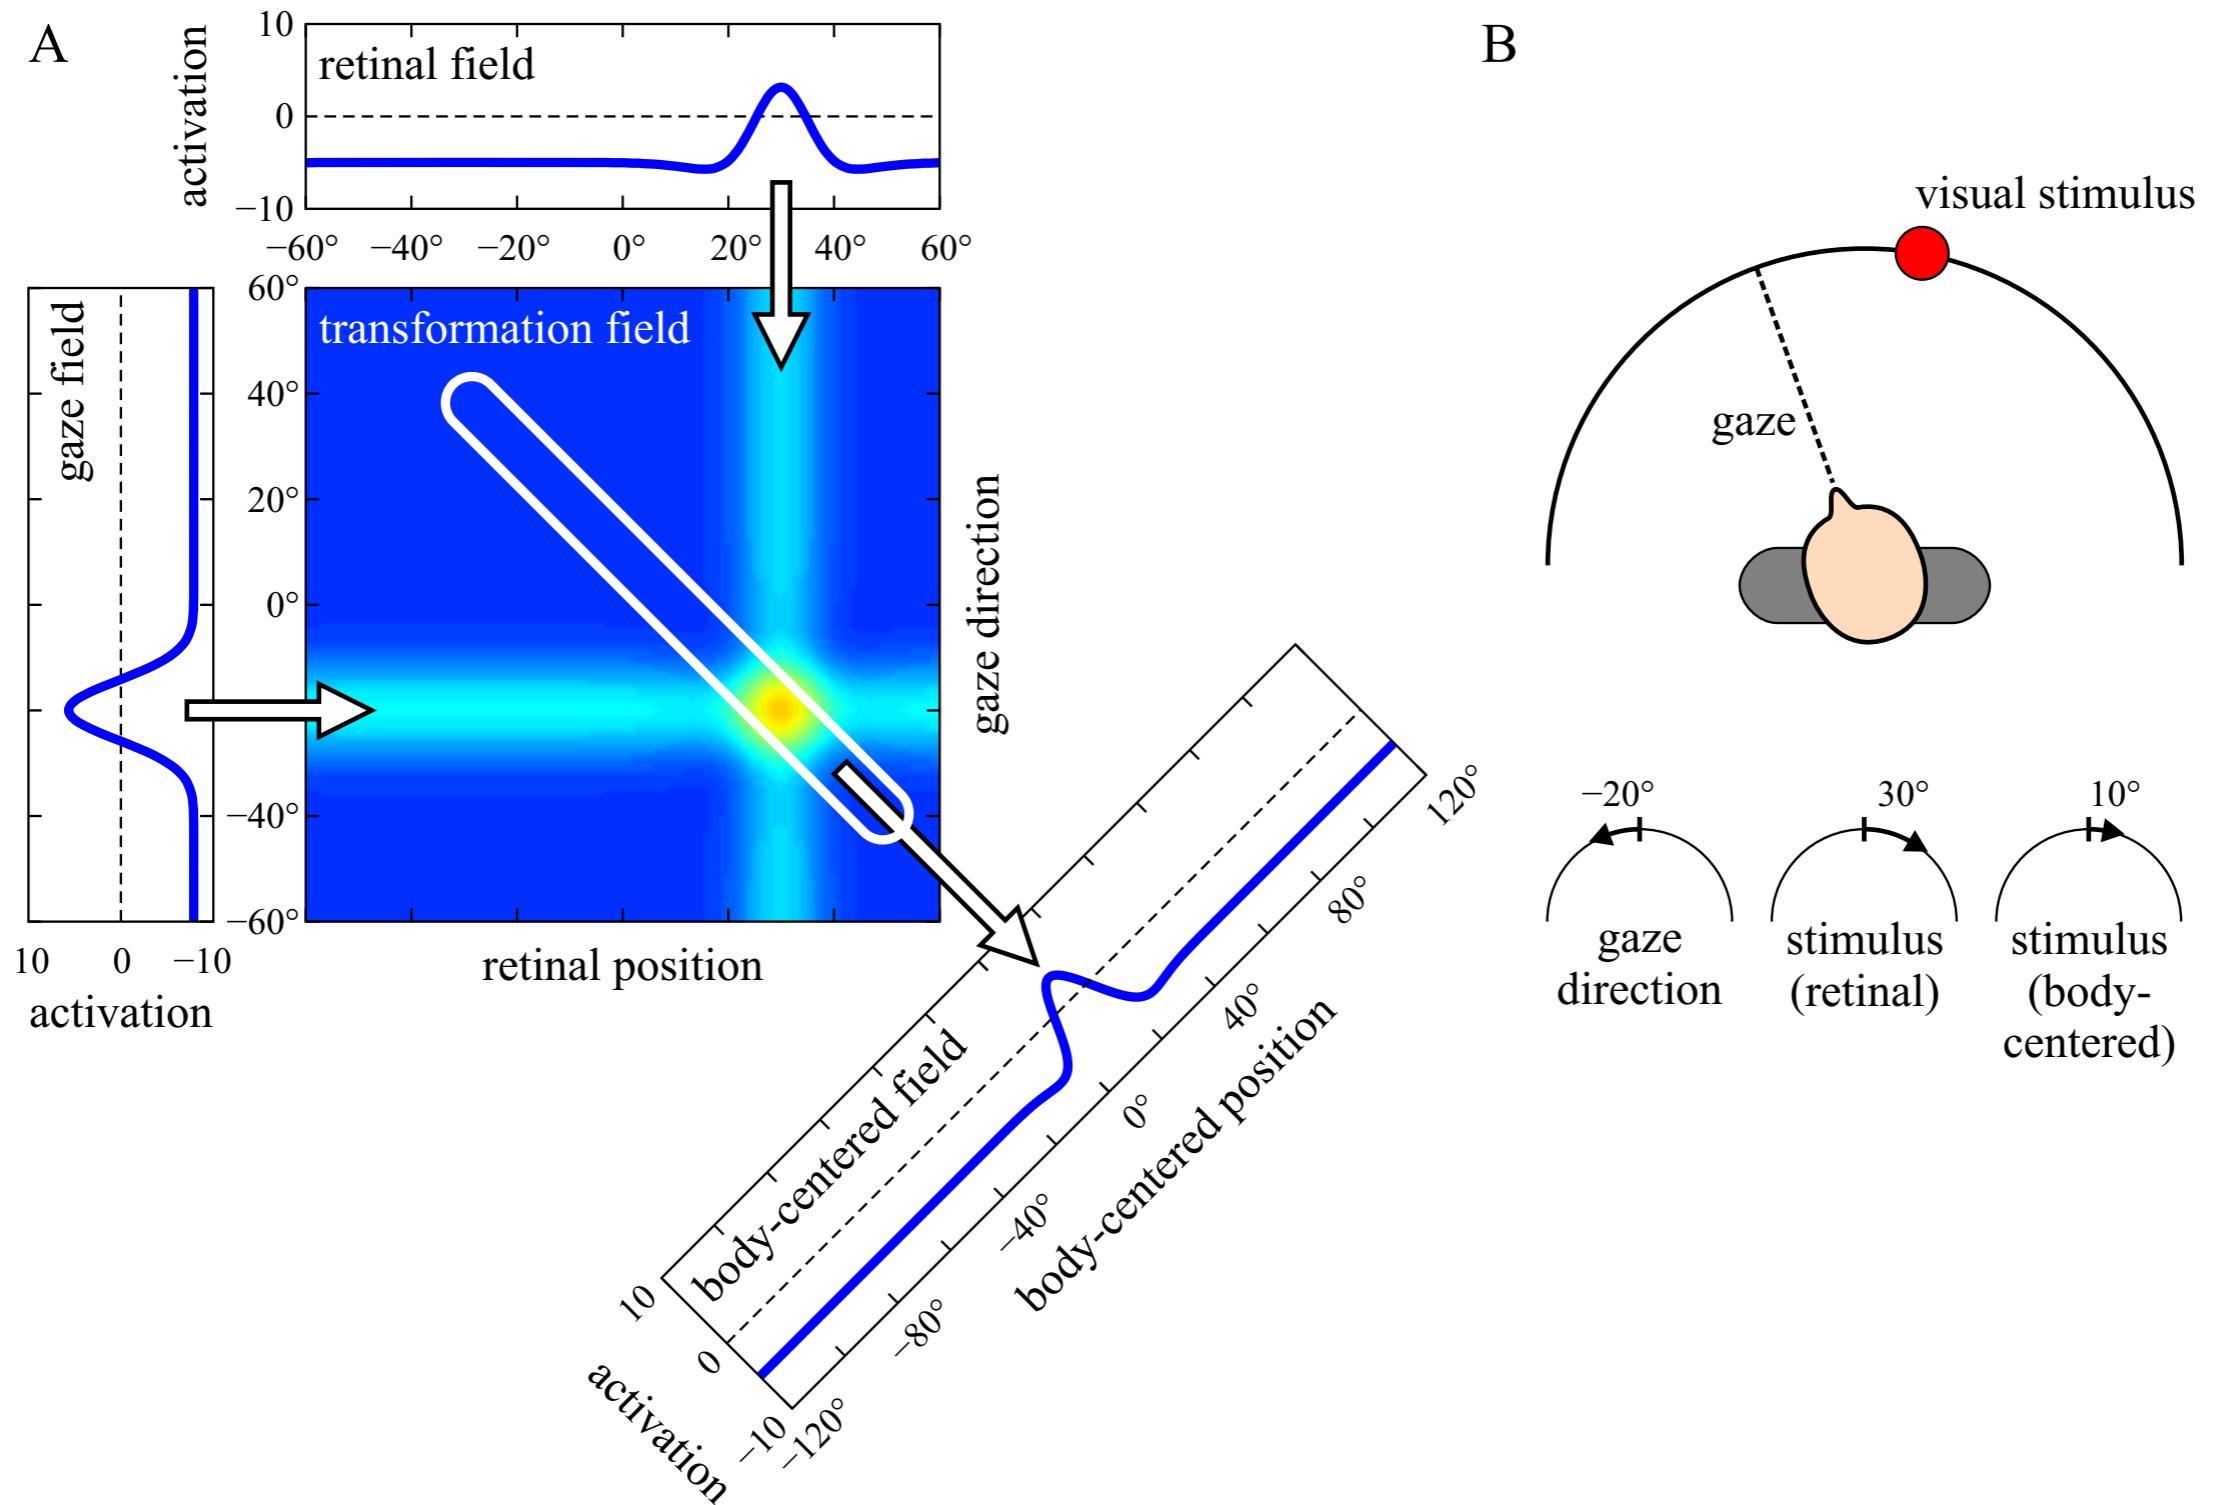 A
activation
10
0
−10
retinal field
−60° −40° −20° 0° 20° 40° 60°
gaze field
10 0 −10
activation
transformation field
60°
40°
20°
0°
−40°
−60°
retinal position
gaze direction
body-centered field
10
0
−10
activation
−120°
−80°
−40°
0°
40°
80°
120°
body-centered position
B
visual stimulus
gaze
−20°
gaze
direction
30°
stimulus
(retinal)
10°
stimulus
(body-
centered)